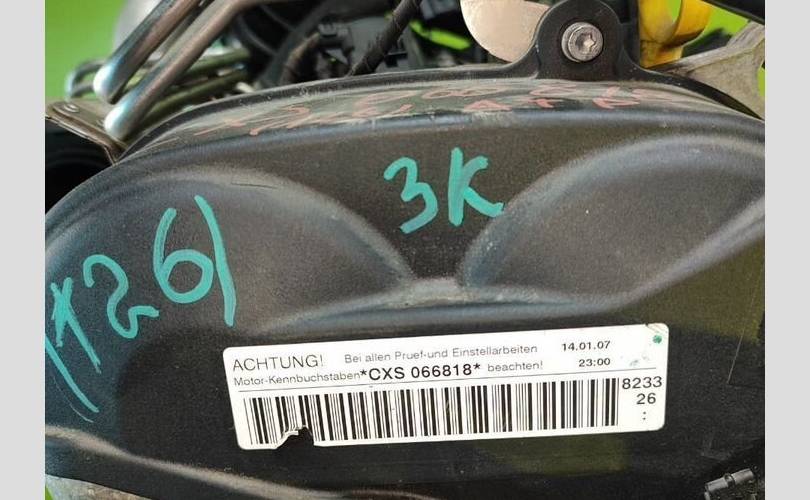 3K
126)
ACHTUNG! Bei allen Pruef-und Einstellarbeiten 14.01.07
Motor-Kennbuchstaben *CXS 066818* beachten! 23:00
8233
26
: